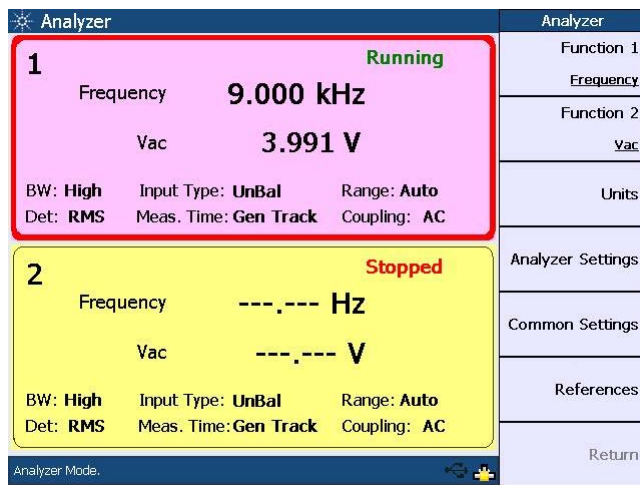 Analyzer
1
Running
Frequency 9.000 kHz
Vac 3.991 V
BW: High Input Type: UnBal Range: Auto
Det: RMS Meas. Time: Gen Track Coupling: AC
2
Stopped
Frequency ---.--- Hz
Vac ---.--- V
BW: High Input Type: UnBal Range: Auto
Det: RMS Meas. Time: Gen Track Coupling: AC
Analyzer Mode.
Analyzer
Function 1
Frequency
Function 2
Vac
Units
Analyzer Settings
Common Settings
References
Return